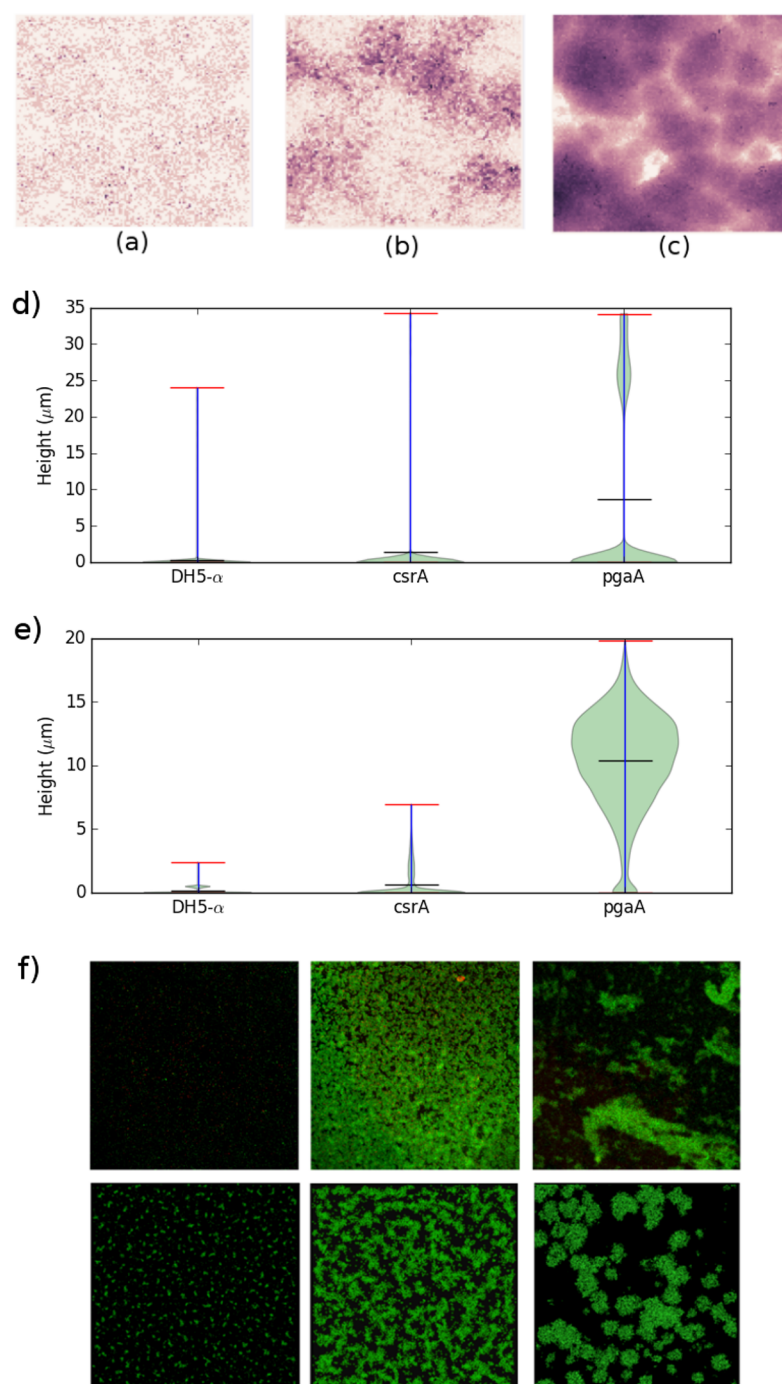 (a) (b) (c)
d)
35
30
25
20
15
10
5
0
Height (μm)
DH5-α csrA pgaA
e)
20
15
10
5
0
Height (μm)
DH5-α csrA pgaA
f)